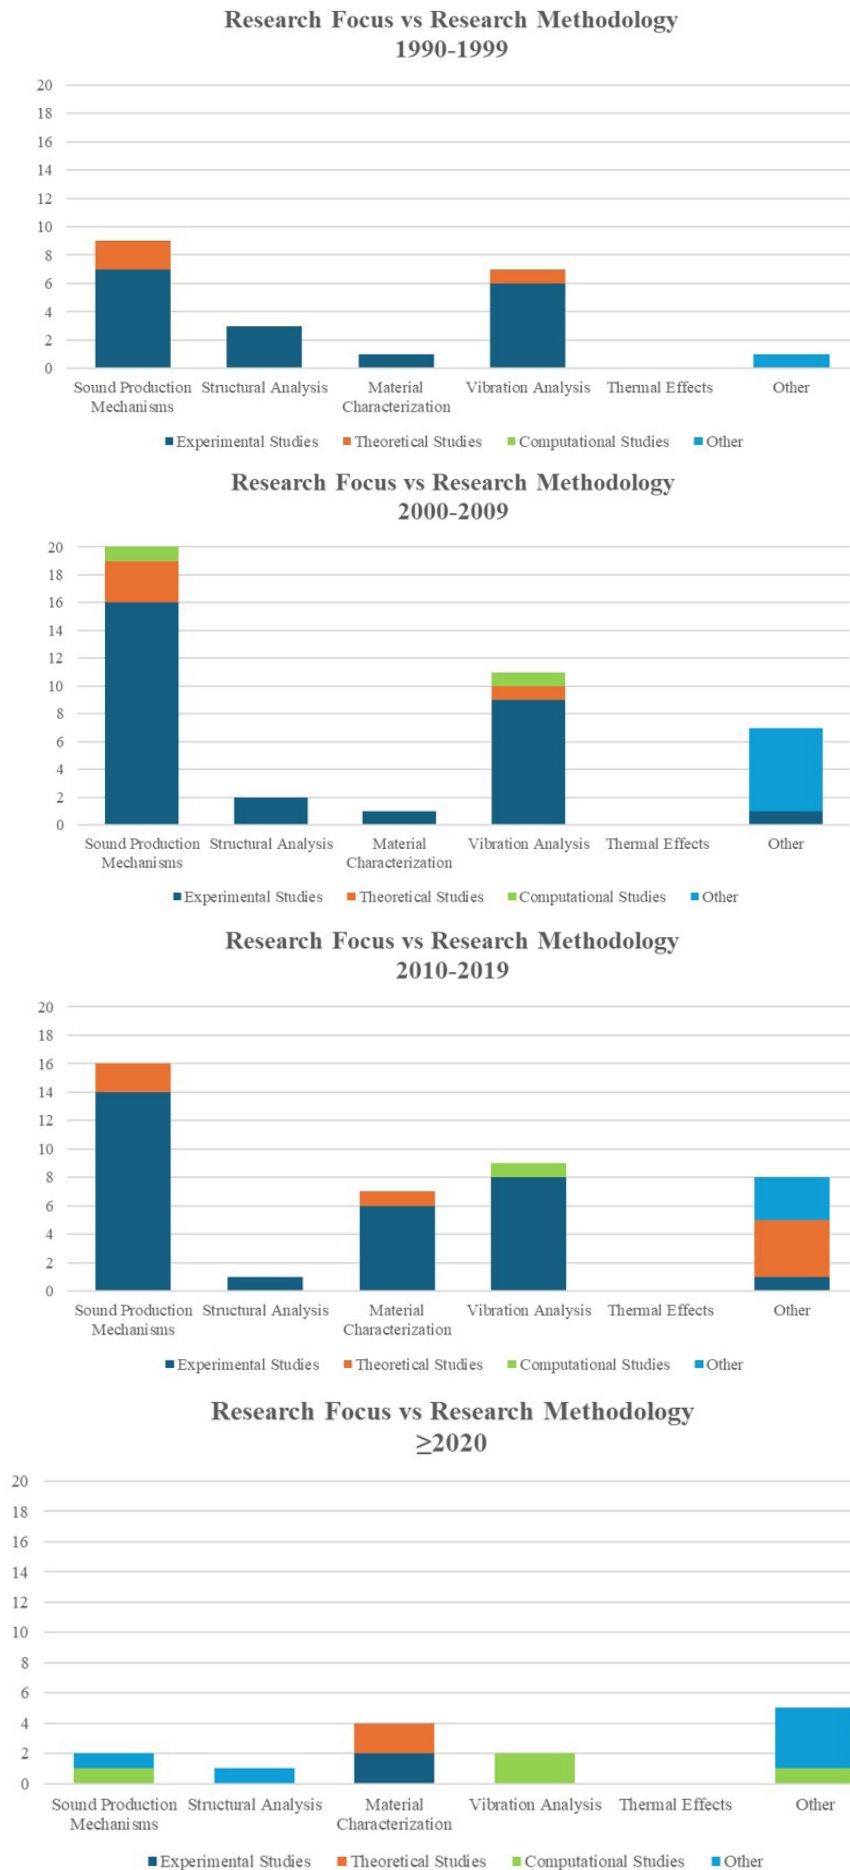 Research Focus vs Research Methodology
1990-1999
20
18
16
14
12
10
8
6
4
2
0
Sound Production Mechanisms
Structural Analysis
Material Characterization
Vibration Analysis
Thermal Effects
Other
Experimental Studies
Theoretical Studies
Computational Studies
Other
Research Focus vs Research Methodology
2000-2009
20
18
16
14
12
10
8
6
4
2
0
Sound Production Mechanisms
Structural Analysis
Material Characterization
Vibration Analysis
Thermal Effects
Other
Experimental Studies
Theoretical Studies
Computational Studies
Other
Research Focus vs Research Methodology
2010-2019
20
18
16
14
12
10
8
6
4
2
0
Sound Production Mechanisms
Structural Analysis
Material Characterization
Vibration Analysis
Thermal Effects
Other
Experimental Studies
Theoretical Studies
Computational Studies
Other
Research Focus vs Research Methodology
≥2020
20
18
16
14
12
10
8
6
4
2
0
Sound Production Mechanisms
Structural Analysis
Material Characterization
Vibration Analysis
Thermal Effects
Other
Experimental Studies
Theoretical Studies
Computational Studies
Other